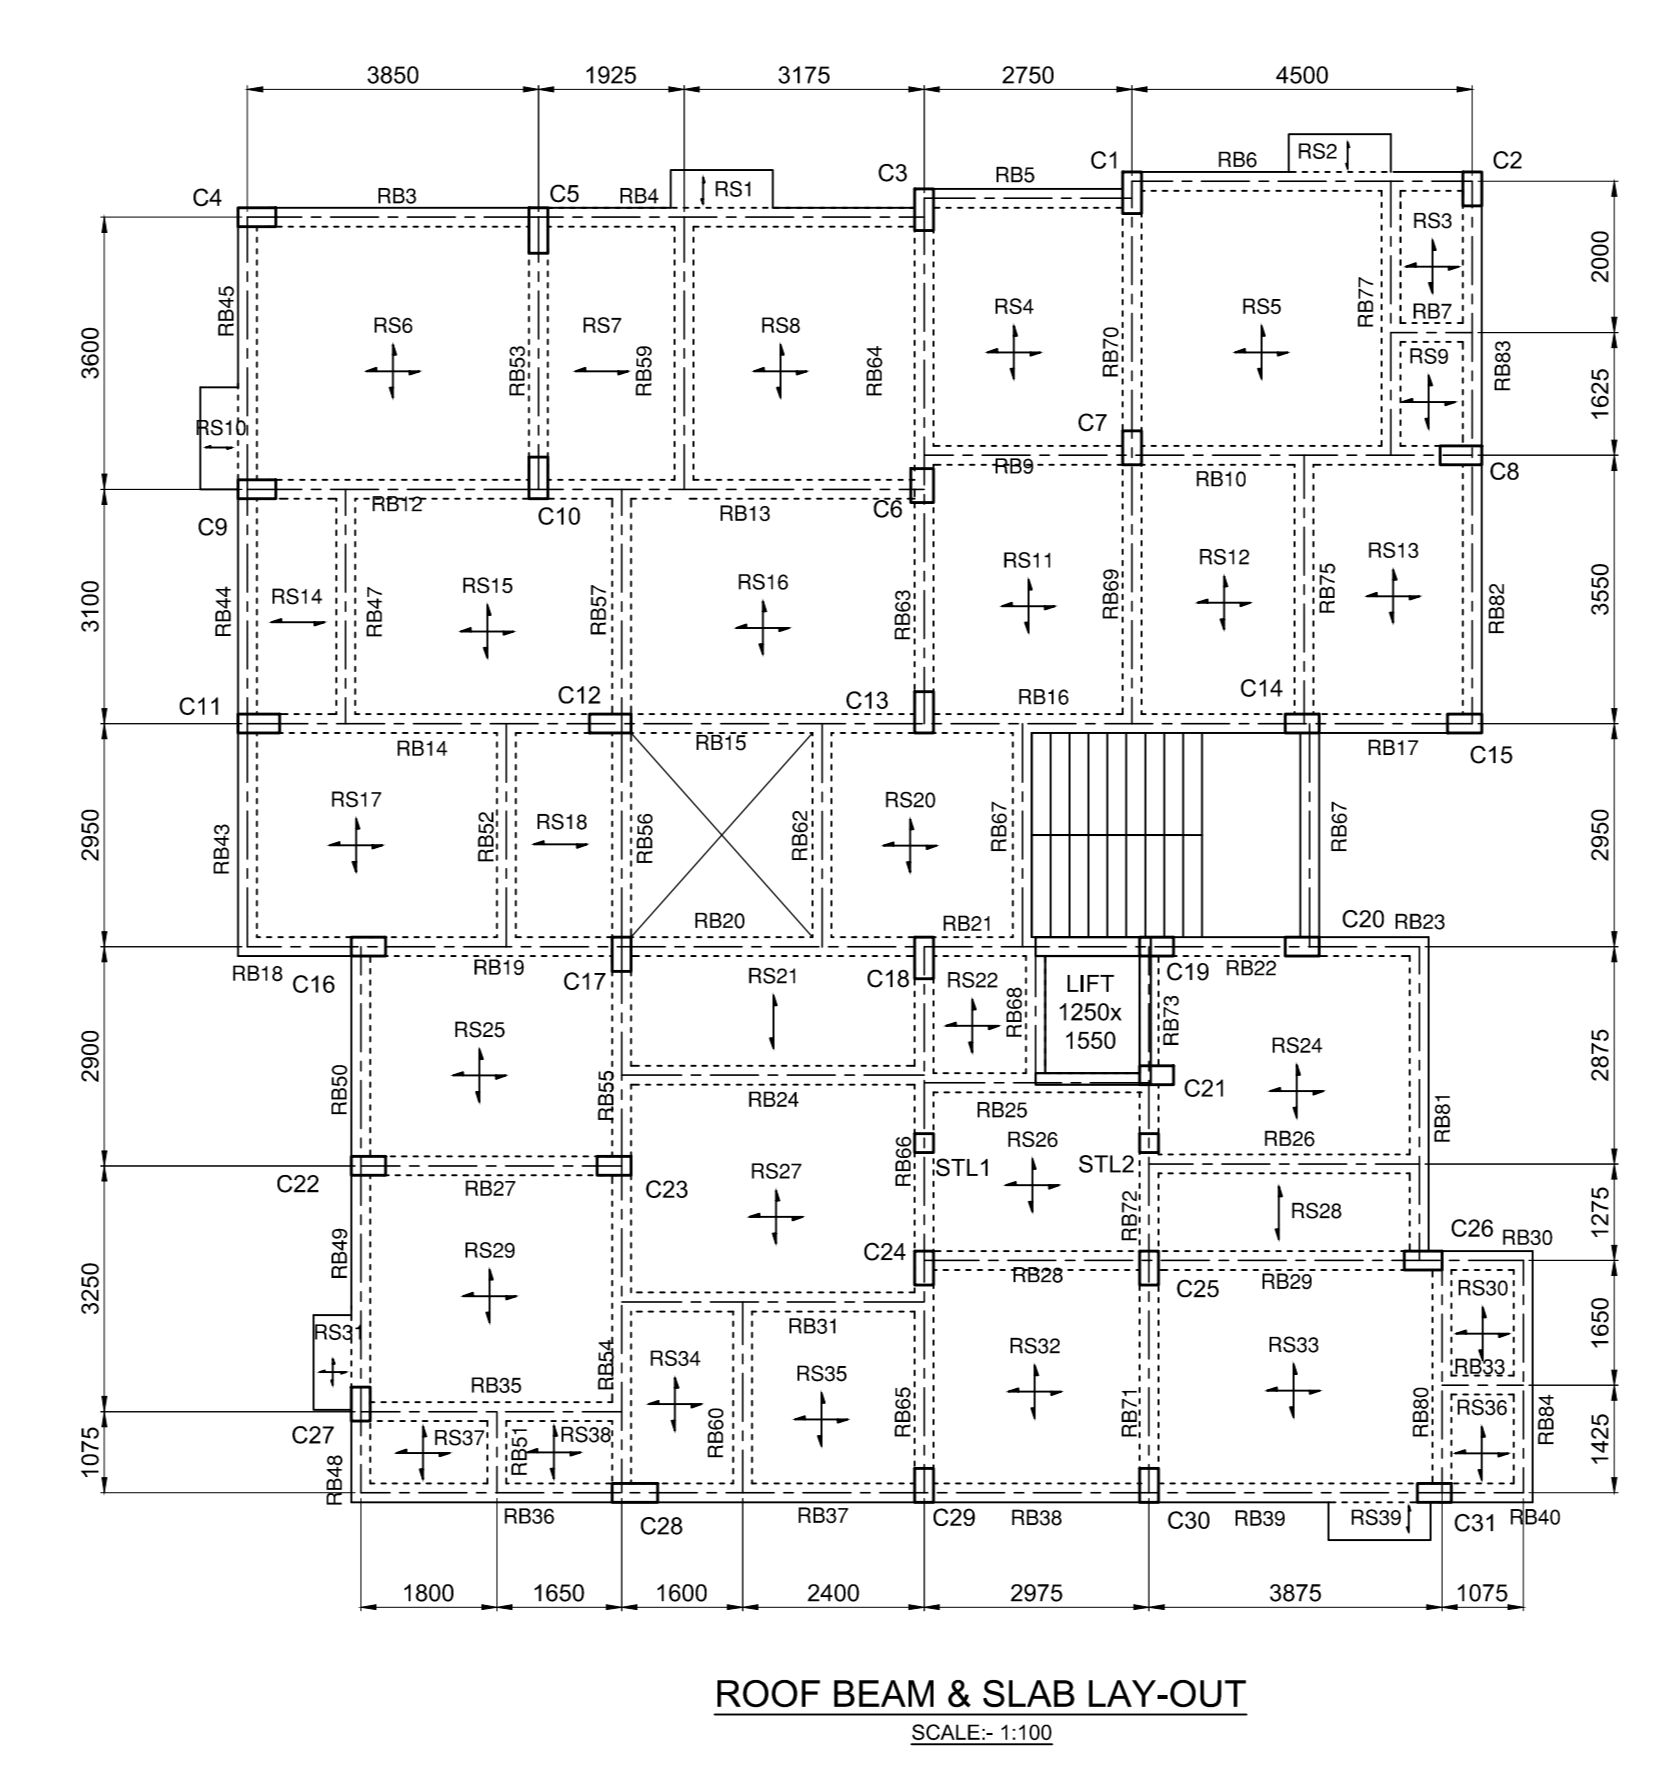 3850 1925 3175 2750 4500
C1 RB6 RS2 C2
C3 RB5
C4 RB3 C5 RB4 RS1
RS3
2000
RB45 RS6 RB53 RS7 RB59 RS8 RB64 RS4 RB70 RS5 RB77 RB7
3600
RS9 RB83
1625
RS10 C7
RB9 RB10 C8
C9 RB12 C10 RB13 C6
3100 RB44 RS14 RB47 RS15 RB57 RS16 RB63 RS11 RB69 RS12 RB75 RS13 RB82 3550
C11 C12 C13 RB16 C14
RB14 RB15 RB17 C15
2950 RB43 RS17 RB52 RS18 RB56 RB62 RS20 RB67 RB67 2950
RB20 RB21 C20 RB23
RB18 C16 RB19 C17 RS21 C18 RS22 RB68 LIFT C19 RB22
1250x
1550
RB73
2900 RB50 RS25 RB55 RS24 2875
RB24 RB25 C21 RB81
C22 RB27 C23 RS27 RB66 STL1 RS26 STL2 RB26
RB72 RS28 1275
RB49 RS29 C24 RB28 C25 RB29 C26 RB30
3250
RS30 1650
RS31 RB54 RB31 RS32 RS33 RB33
RS34 RS35
RB35 RB60 RB65 RB71 RB80 RS36 RB84 1425
C27 RS37 RB51 RS38
1075 RB48
RB36 C28 RB37 C29 RB38 C30 RB39 RS39 C31 RB40
1800 1650 1600 2400 2975 3875 1075
ROOF BEAM & SLAB LAY-OUT
SCALE:- 1:100